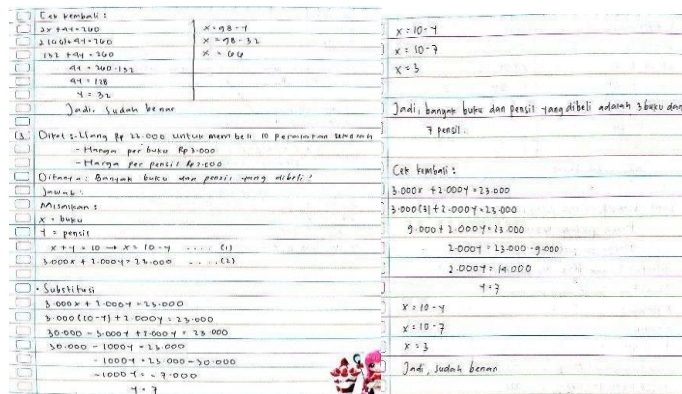 Cek kembali :
2x + 4y = 260
2(66) + 4y = 260
132 + 4y = 260
4y = 260 - 132
4y = 128
y = 32
x = 98 - y
x = 98 - 32
x = 66
Jadi, sudah benar
13. Diket : - Uang Rp 23.000 untuk membeli 10 peralatan sekolah
- Harga per buku Rp 3.000
- Harga per pensil Rp 2.000
Ditanya : Banyak buku dan pensil yang dibeli ?
Jawab :
Misalkan :
x = buku
y = pensil
x + y = 10 → x = 10 - y .... (1)
3.000x + 2.000y = 23.000 .... (2)
• Substitusi
3.000x + 2.000y = 23.000
3.000(10-y) + 2.000y = 23.000
30.000 - 3.000y + 2.000y = 23.000
30.000 - 1000y = 23.000
- 1000y = 23.000 - 30.000
- 1000y = - 7.000
y = 7
x = 10 - y
x = 10 - 7
x = 3
Jadi, banyak buku dan pensil yang dibeli adalah 3 buku dan
7 pensil.
Cek kembali :
3.000x + 2.000y = 23.000
3.000(3) + 2.000y = 23.000
9.000 + 2.000y = 23.000
2.000y = 23.000 - 9.000
2.000y = 14.000
y = 7
x = 10 - y
x = 10 - 7
x = 3
Jadi, sudah benar